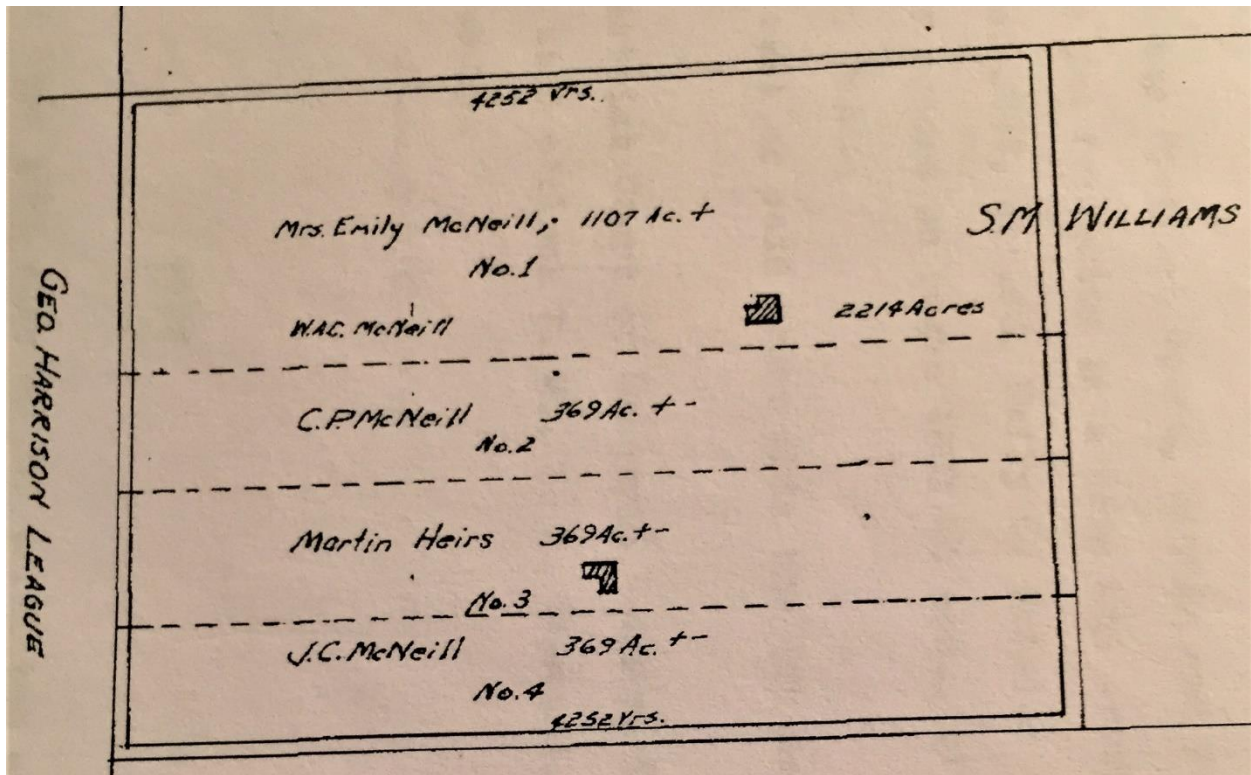 4252 Vrs.
Mrs. Emily McNeill, 1107 Ac. +
No.1
S.M. WILLIAMS
2214 Acres
W.A.C. McNeill
C.P. McNeill 369 Ac. + -
No.2
GEO. HARRISON LEAGUE
Martin Heirs 369 Ac. + -
No.3
J.C. McNeill 369 Ac. + -
No.4
4252 Vrs.